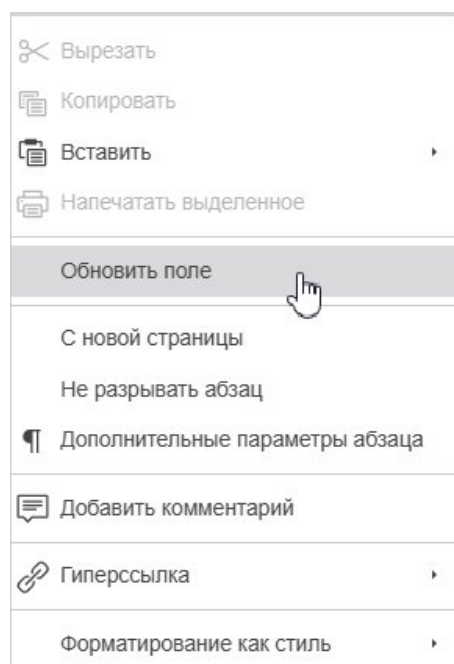 Вырезать
Копировать
Вставить
Напечатать выделенное
Обновить поле
С новой страницы
Не разрывать абзац
Дополнительные параметры абзаца
Добавить комментарий
Гиперссылка
Форматирование как стиль